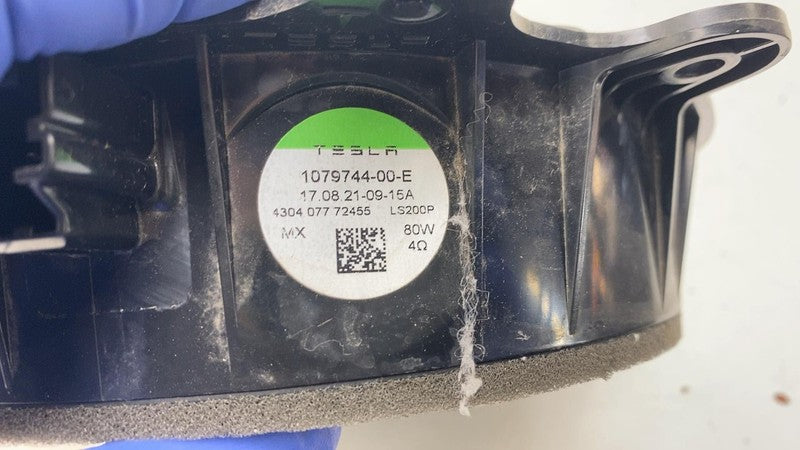 TESLA
1079744-00-E
17.08.21-09-15A
4304 077 72455 LS200P
MX 80W
4Ω